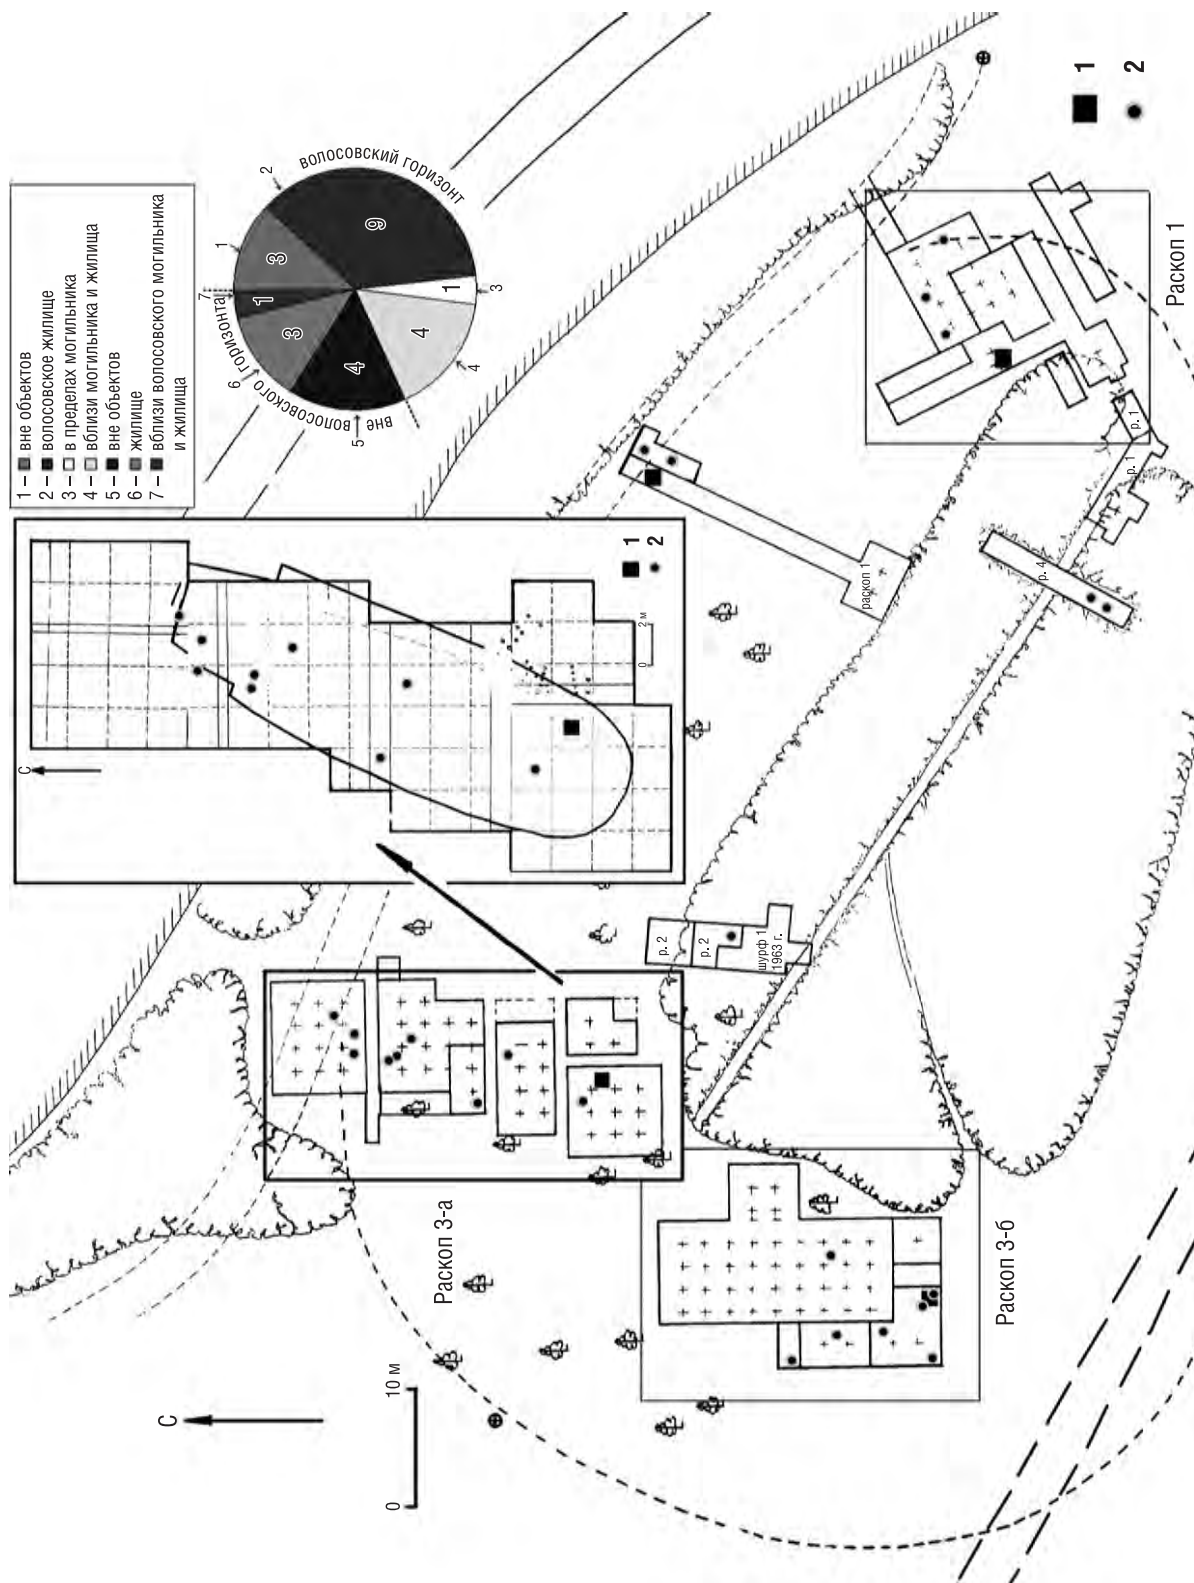 1 – вне объектов
2 – волосовское жилище
3 – в пределах могильника
4 – вблизи могильника и жилища
5 – вне объектов
6 – жилище
7 – вблизи волосовского могильника
и жилища
волосовский горизонт
вне волосовского горизонта
1
2
3
4
5
6
7
3
9
1
4
4
3
1
С
0 2 м
1
2
1
2
Раскоп 1
раскоп 1
р. 1
р. 1
р. 4
р. 2
р. 2
шурф 1
1963 г.
Раскоп 3-а
Раскоп 3-б
С
0 10 м